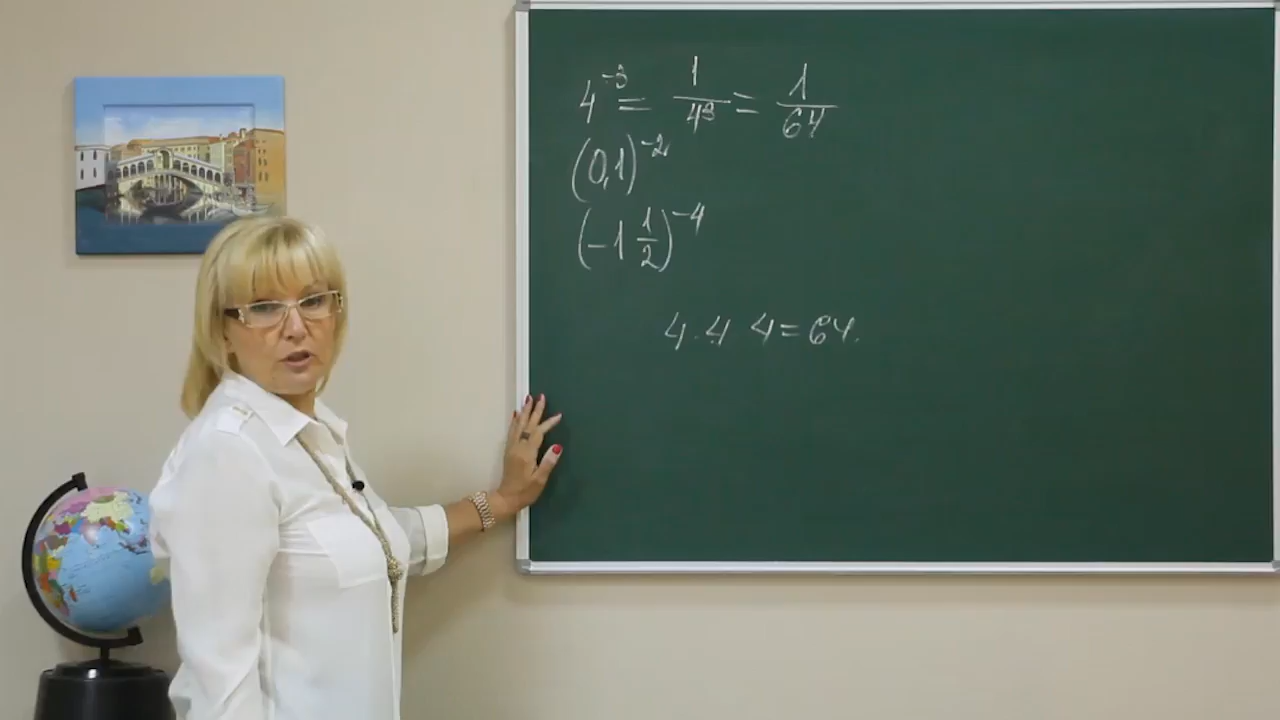 4⁻³ = 1/4³ = 1/64
(0,1)⁻²
(-1 1/2)⁻⁴
4 · 4 4 = 64.